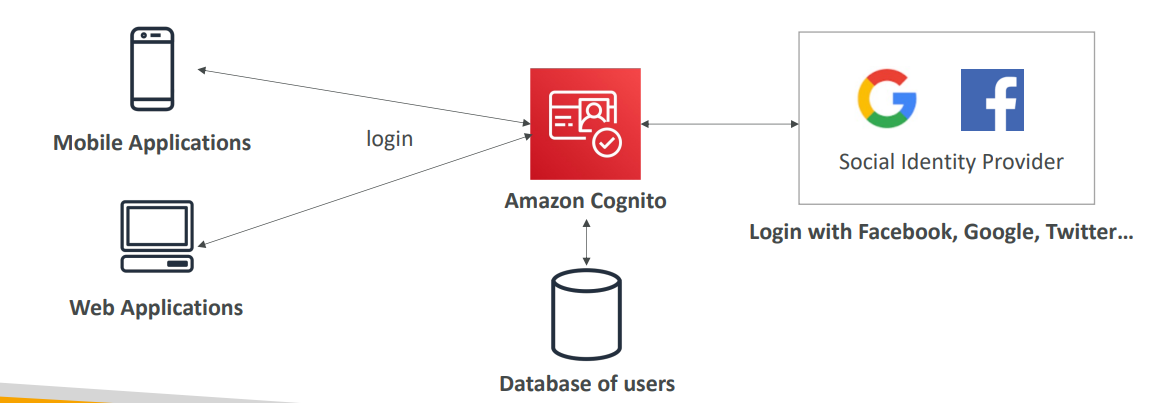 Mobile Applications
login
Web Applications
Amazon Cognito
Database of users
Social Identity Provider
Login with Facebook, Google, Twitter…